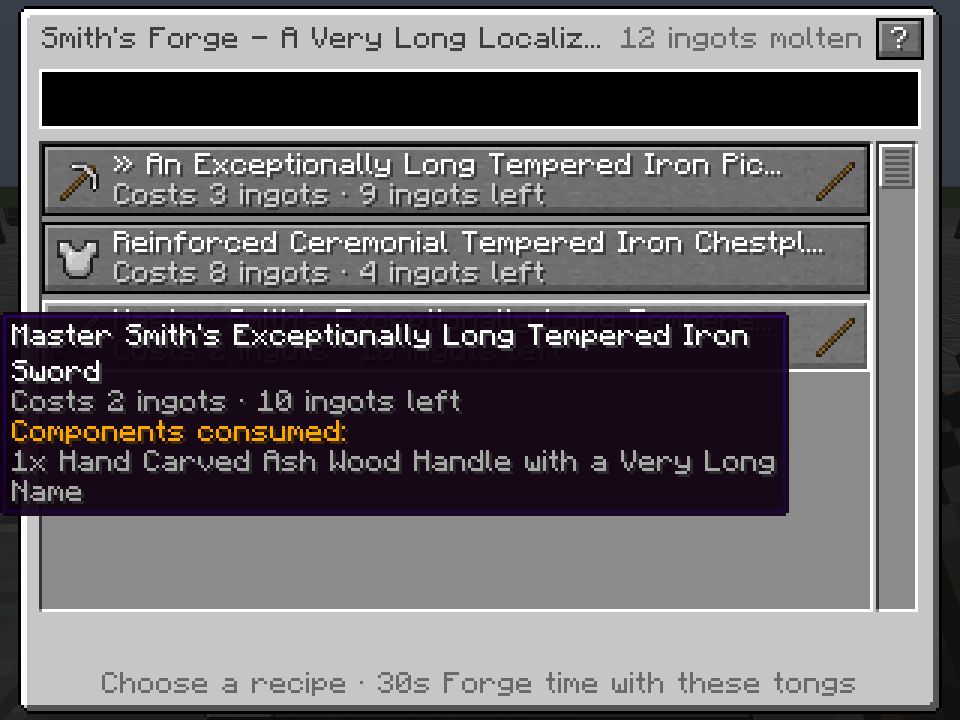 Smith's Forge - A Very Long Localiz... 12 ingots molten ?
» An Exceptionally Long Tempered Iron Pic...
Costs 3 ingots · 9 ingots left
Reinforced Ceremonial Tempered Iron Chestpl...
Costs 8 ingots · 4 ingots left
Master Smith's Exceptionally Long Tempered Iron
Sword
Costs 2 ingots · 10 ingots left
Components consumed:
1x Hand Carved Ash Wood Handle with a Very Long
Name
Choose a recipe · 30s Forge time with these tongs